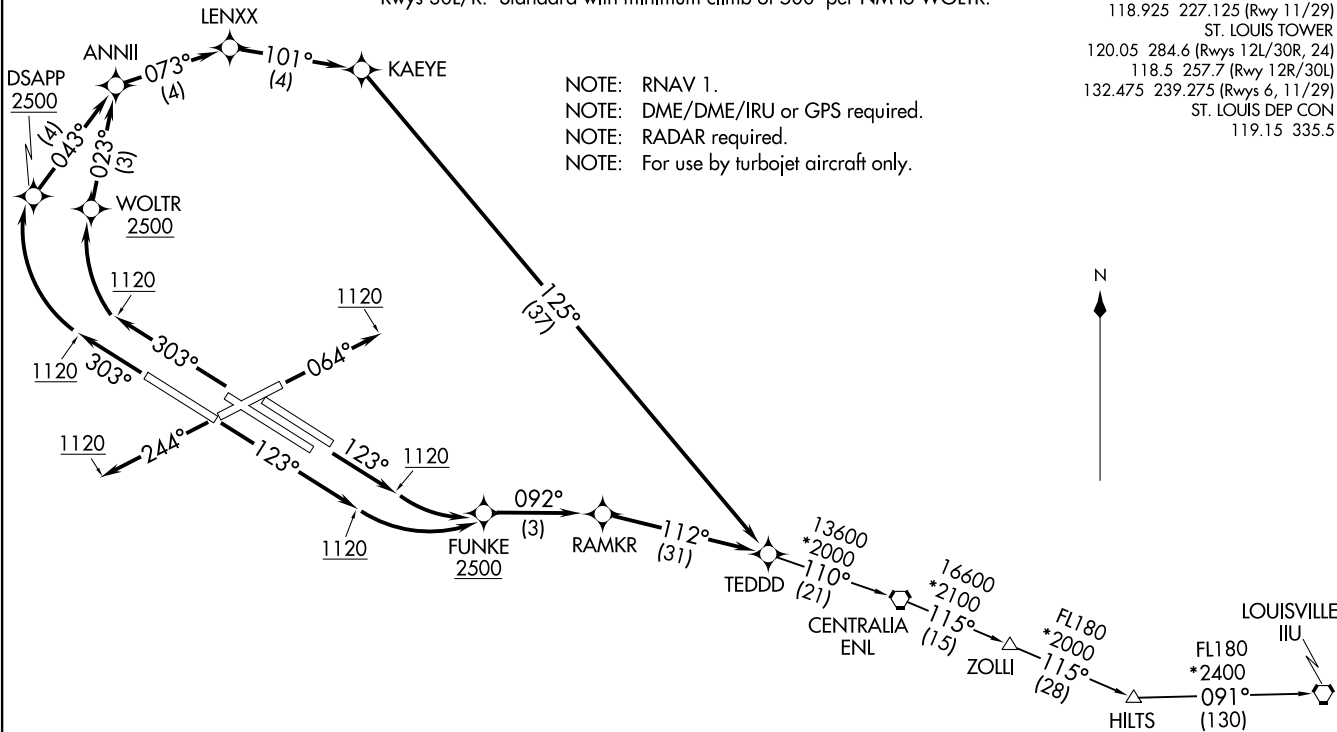 Rwys 30L/R: Standard with minimum climb of 500' per NM to WOLTR.
118.925 227.125 (Rwy 11/29)
ST. LOUIS TOWER
120.05 284.6 (Rwys 12L/30R, 24)
118.5 257.7 (Rwy 12R/30L)
132.475 239.275 (Rwys 6, 11/29)
ST. LOUIS DEP CON
119.15 335.5
NOTE: RNAV 1.
NOTE: DME/DME/IRU or GPS required.
NOTE: RADAR required.
NOTE: For use by turbojet aircraft only.
LENXX
ANNII
073°
(4)
101°
(4)
KAEYE
DSAPP
2500
(4)
043°
023°
(3)
WOLTR
2500
N
125°
(37)
1120
1120
303°
064°
1120
303°
1120
244°
123°
123°
1120
1120
FUNKE
2500
092°
(3)
RAMKR
112°
(31)
TEDDD
13600
*2000
110°
(21)
CENTRALIA
ENL
16600
*2100
115°
(15)
ZOLLI
FL180
*2000
115°
(28)
HILTS
FL180
*2400
091°
(130)
LOUISVILLE
IIU